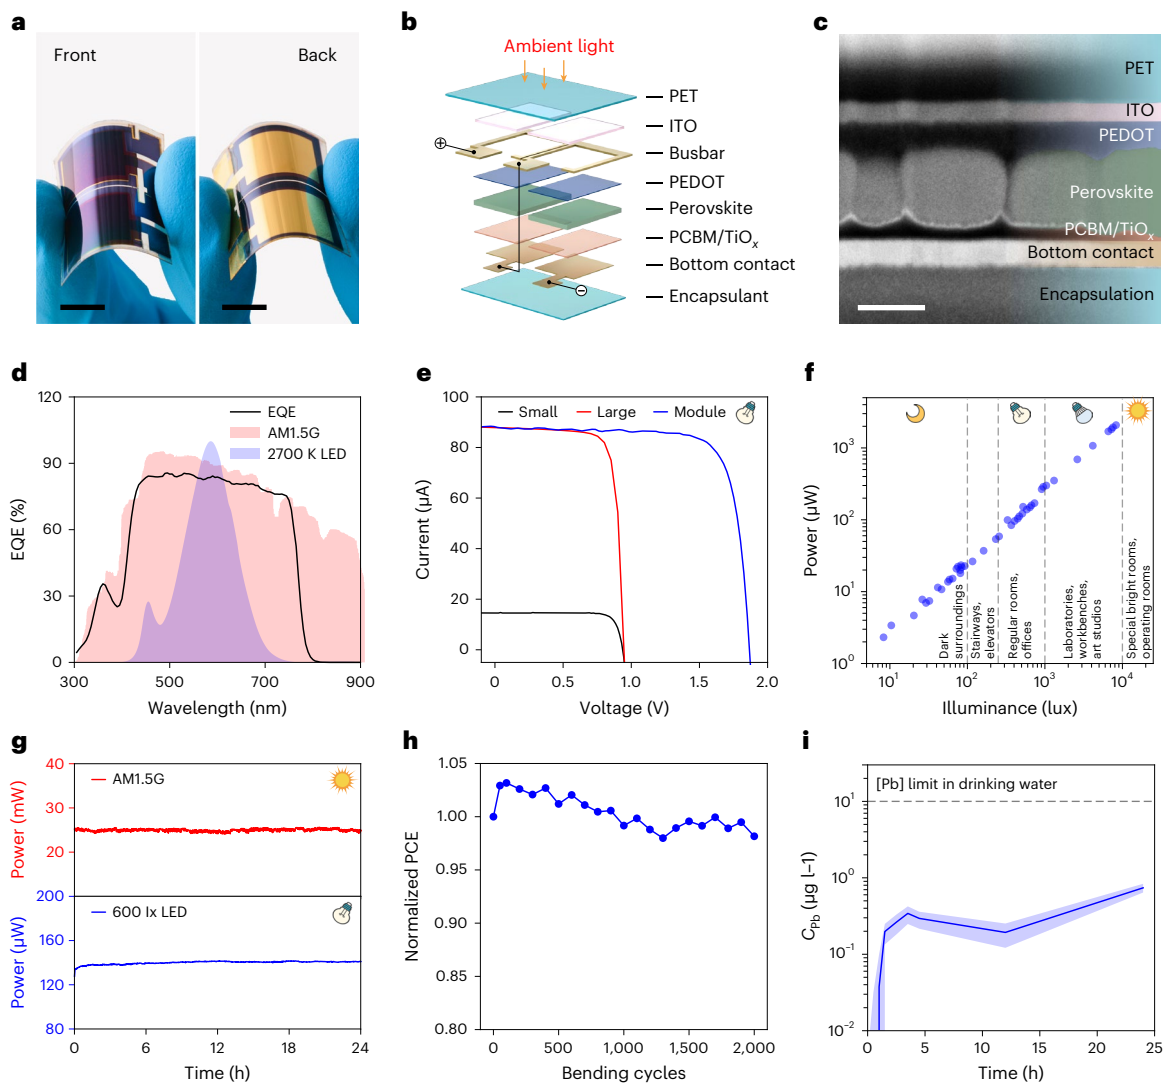 a
Front
Back
b
Ambient light
PET
ITO
Busbar
PEDOT
Perovskite
PCBM/TiOx
Bottom contact
Encapsulant
+
−
c
PET
ITO
PEDOT
Perovskite
PCBM/TiOx
Bottom contact
Encapsulation
d
EQE (%)
120
90
60
30
0
EQE
AM1.5G
2700 K LED
300
500
700
900
Wavelength (nm)
e
Current (µA)
100
80
60
40
20
0
Small
Large
Module
0
0.5
1.0
1.5
2.0
Voltage (V)
f
Power (µW)
10³
10²
10¹
10⁰
Dark
surroundings
Stairways,
elevators
Regular rooms,
offices
Laboratories,
workbenches,
art studios
Special bright rooms,
operating rooms
10¹
10²
10³
10⁴
Illuminance (lux)
g
Power (mW)
40
30
20
AM1.5G
Power (µW)
200
160
120
80
600 lx LED
0
6
12
18
24
Time (h)
h
Normalized PCE
1.05
1.00
0.95
0.90
0.85
0.80
0
500
1,000
1,500
2,000
Bending cycles
i
[Pb] limit in drinking water
CPb (µg l–1)
10¹
10⁰
10⁻¹
10⁻²
0
5
10
15
20
25
Time (h)